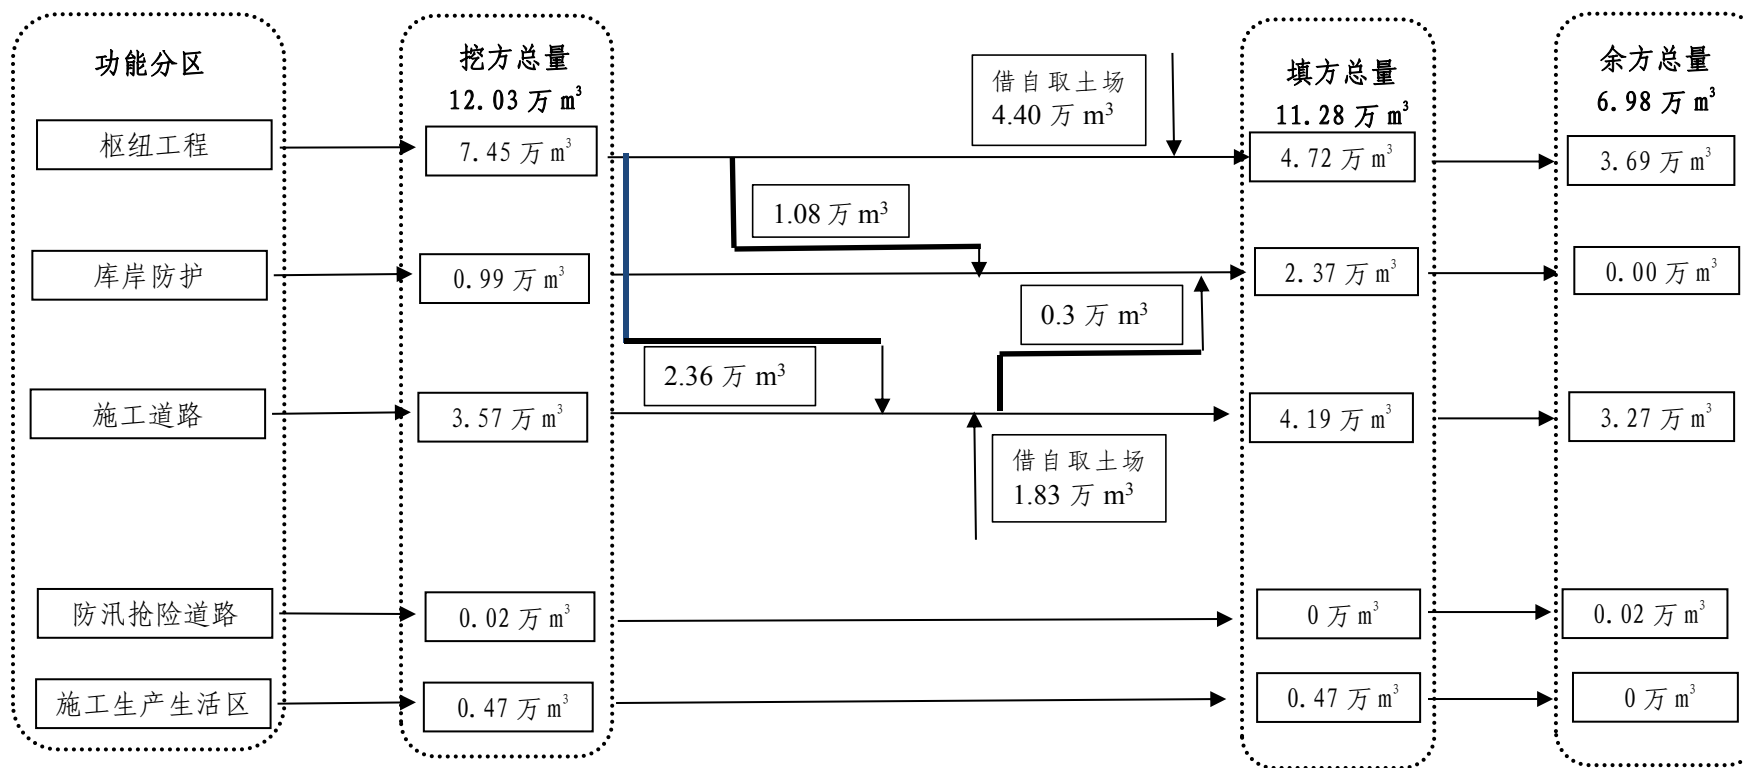 功能分区
挖方总量
12.03 万 m³
借自取土场
4.40 万 m³
填方总量
11.28 万 m³
余方总量
6.98 万 m³
枢纽工程
7.45 万 m³
4.72 万 m³
3.69 万 m³
1.08 万 m³
库岸防护
0.99 万 m³
2.37 万 m³
0.00 万 m³
0.3 万 m³
2.36 万 m³
施工道路
3.57 万 m³
4.19 万 m³
3.27 万 m³
借自取土场
1.83 万 m³
防汛抢险道路
0.02 万 m³
0 万 m³
0.02 万 m³
施工生产生活区
0.47 万 m³
0.47 万 m³
0 万 m³